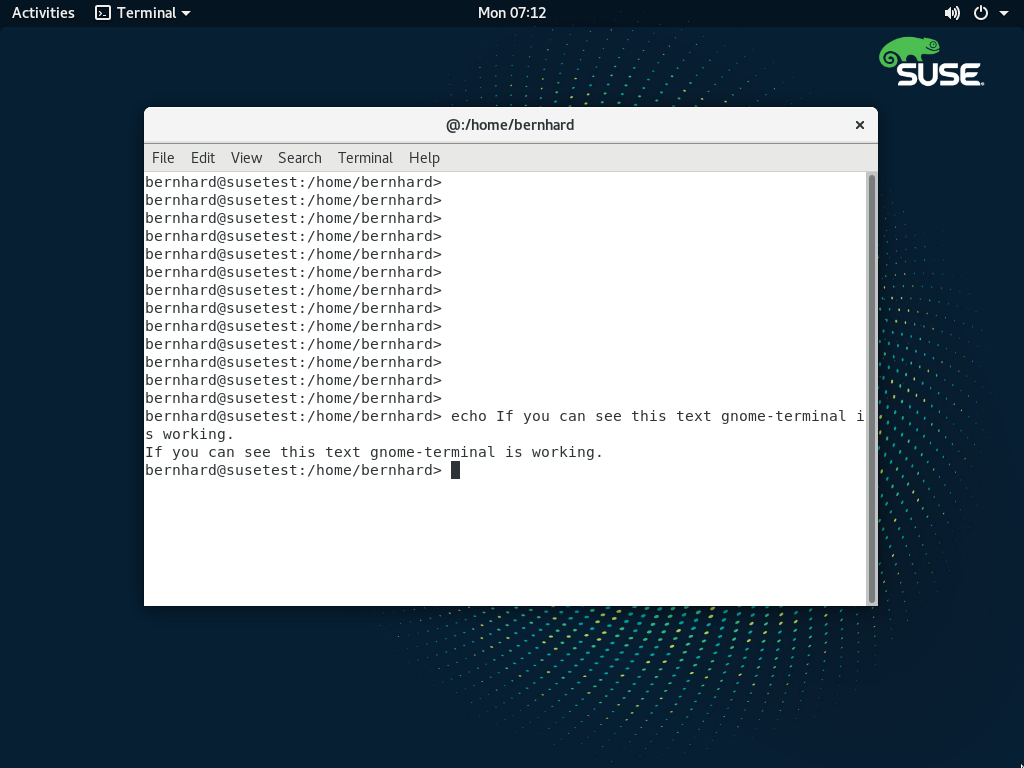 Activities Terminal Mon 07:12
SUSE
@:/home/bernhard
File Edit View Search Terminal Help
bernhard@susetest:/home/bernhard>
bernhard@susetest:/home/bernhard>
bernhard@susetest:/home/bernhard>
bernhard@susetest:/home/bernhard>
bernhard@susetest:/home/bernhard>
bernhard@susetest:/home/bernhard>
bernhard@susetest:/home/bernhard>
bernhard@susetest:/home/bernhard>
bernhard@susetest:/home/bernhard>
bernhard@susetest:/home/bernhard>
bernhard@susetest:/home/bernhard>
bernhard@susetest:/home/bernhard>
bernhard@susetest:/home/bernhard>
bernhard@susetest:/home/bernhard> echo If you can see this text gnome-terminal i
s working.
If you can see this text gnome-terminal is working.
bernhard@susetest:/home/bernhard>